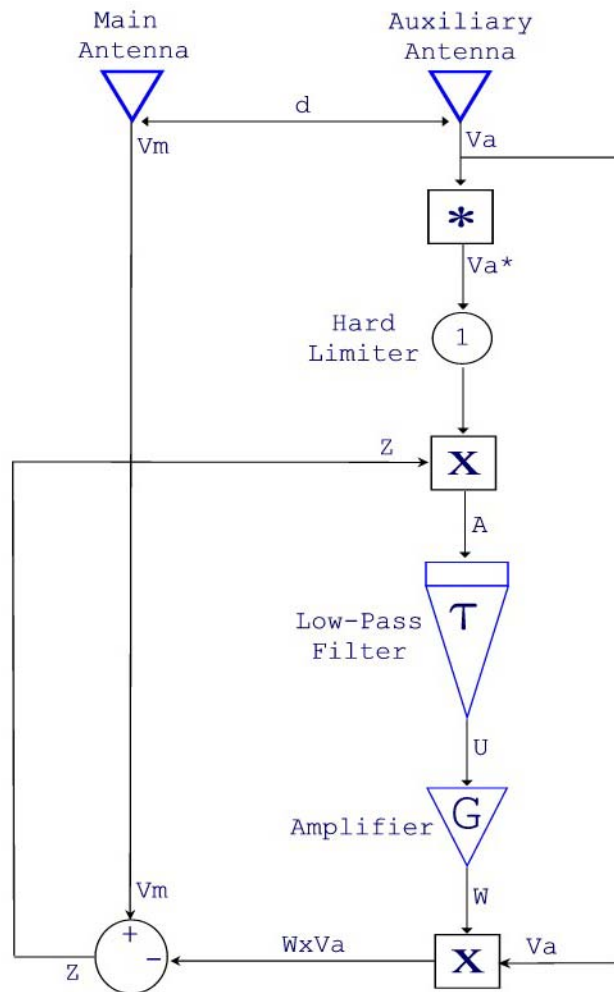 Main
Antenna
Auxiliary
Antenna
d
Vm
Va
*
Va*
Hard
Limiter
1
Z
X
A
Low-Pass
Filter
τ
U
Amplifier
G
W
Vm
+
-
Z
WxVa
X
Va